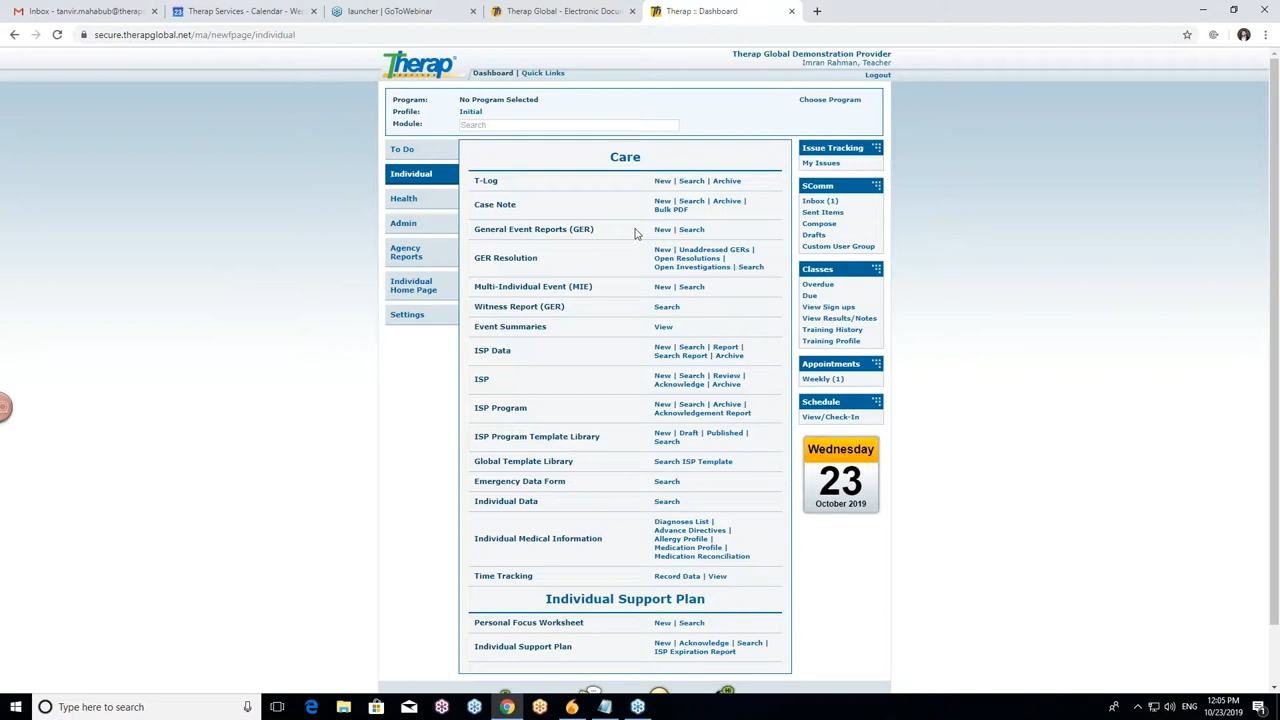 Inbox - tanvir.mahabub@therapse
Therap Services, LLC - Calendar - We
Therap Global - Electronic Docume
secure.therapglobal.net/ma/newfpage/individual
Therap
SERVICES
Dashboard | Quick Links
Therap Global Demonstration Provider
Imran Rahman, Teacher
Logout
Program: No Program Selected Choose Program
Profile: Initial
Module: Search
To Do
Individual
Health
Admin
Agency
Reports
Individual
Home Page
Settings
Care
T-Log New | Search | Archive
Case Note New | Search | Archive |
Bulk PDF
General Event Reports (GER) New | Search
GER Resolution New | Unaddressed GERs |
Open Resolutions |
Open Investigations | Search
Multi-Individual Event (MIE) New | Search
Witness Report (GER) Search
Event Summaries View
ISP Data New | Search | Report |
Search Report | Archive
ISP New | Search | Review |
Acknowledge | Archive
ISP Program New | Search | Archive |
Acknowledgement Report
ISP Program Template Library New | Draft | Published |
Search
Global Template Library Search ISP Template
Emergency Data Form Search
Individual Data Search
Individual Medical Information Diagnoses List |
Advance Directives |
Allergy Profile |
Medication Profile |
Medication Reconciliation
Time Tracking Record Data | View
Individual Support Plan
Personal Focus Worksheet New | Search
Individual Support Plan New | Acknowledge | Search |
ISP Expiration Report
Issue Tracking
My Issues
SComm
Inbox (1)
Sent Items
Compose
Drafts
Custom User Group
Classes
Overdue
Due
View Sign ups
View Results/Notes
Training History
Training Profile
Appointments
Weekly (1)
Schedule
View/Check-In
Wednesday
23
October 2019
Type here to search
ENG
12:05 PM
10/23/2019